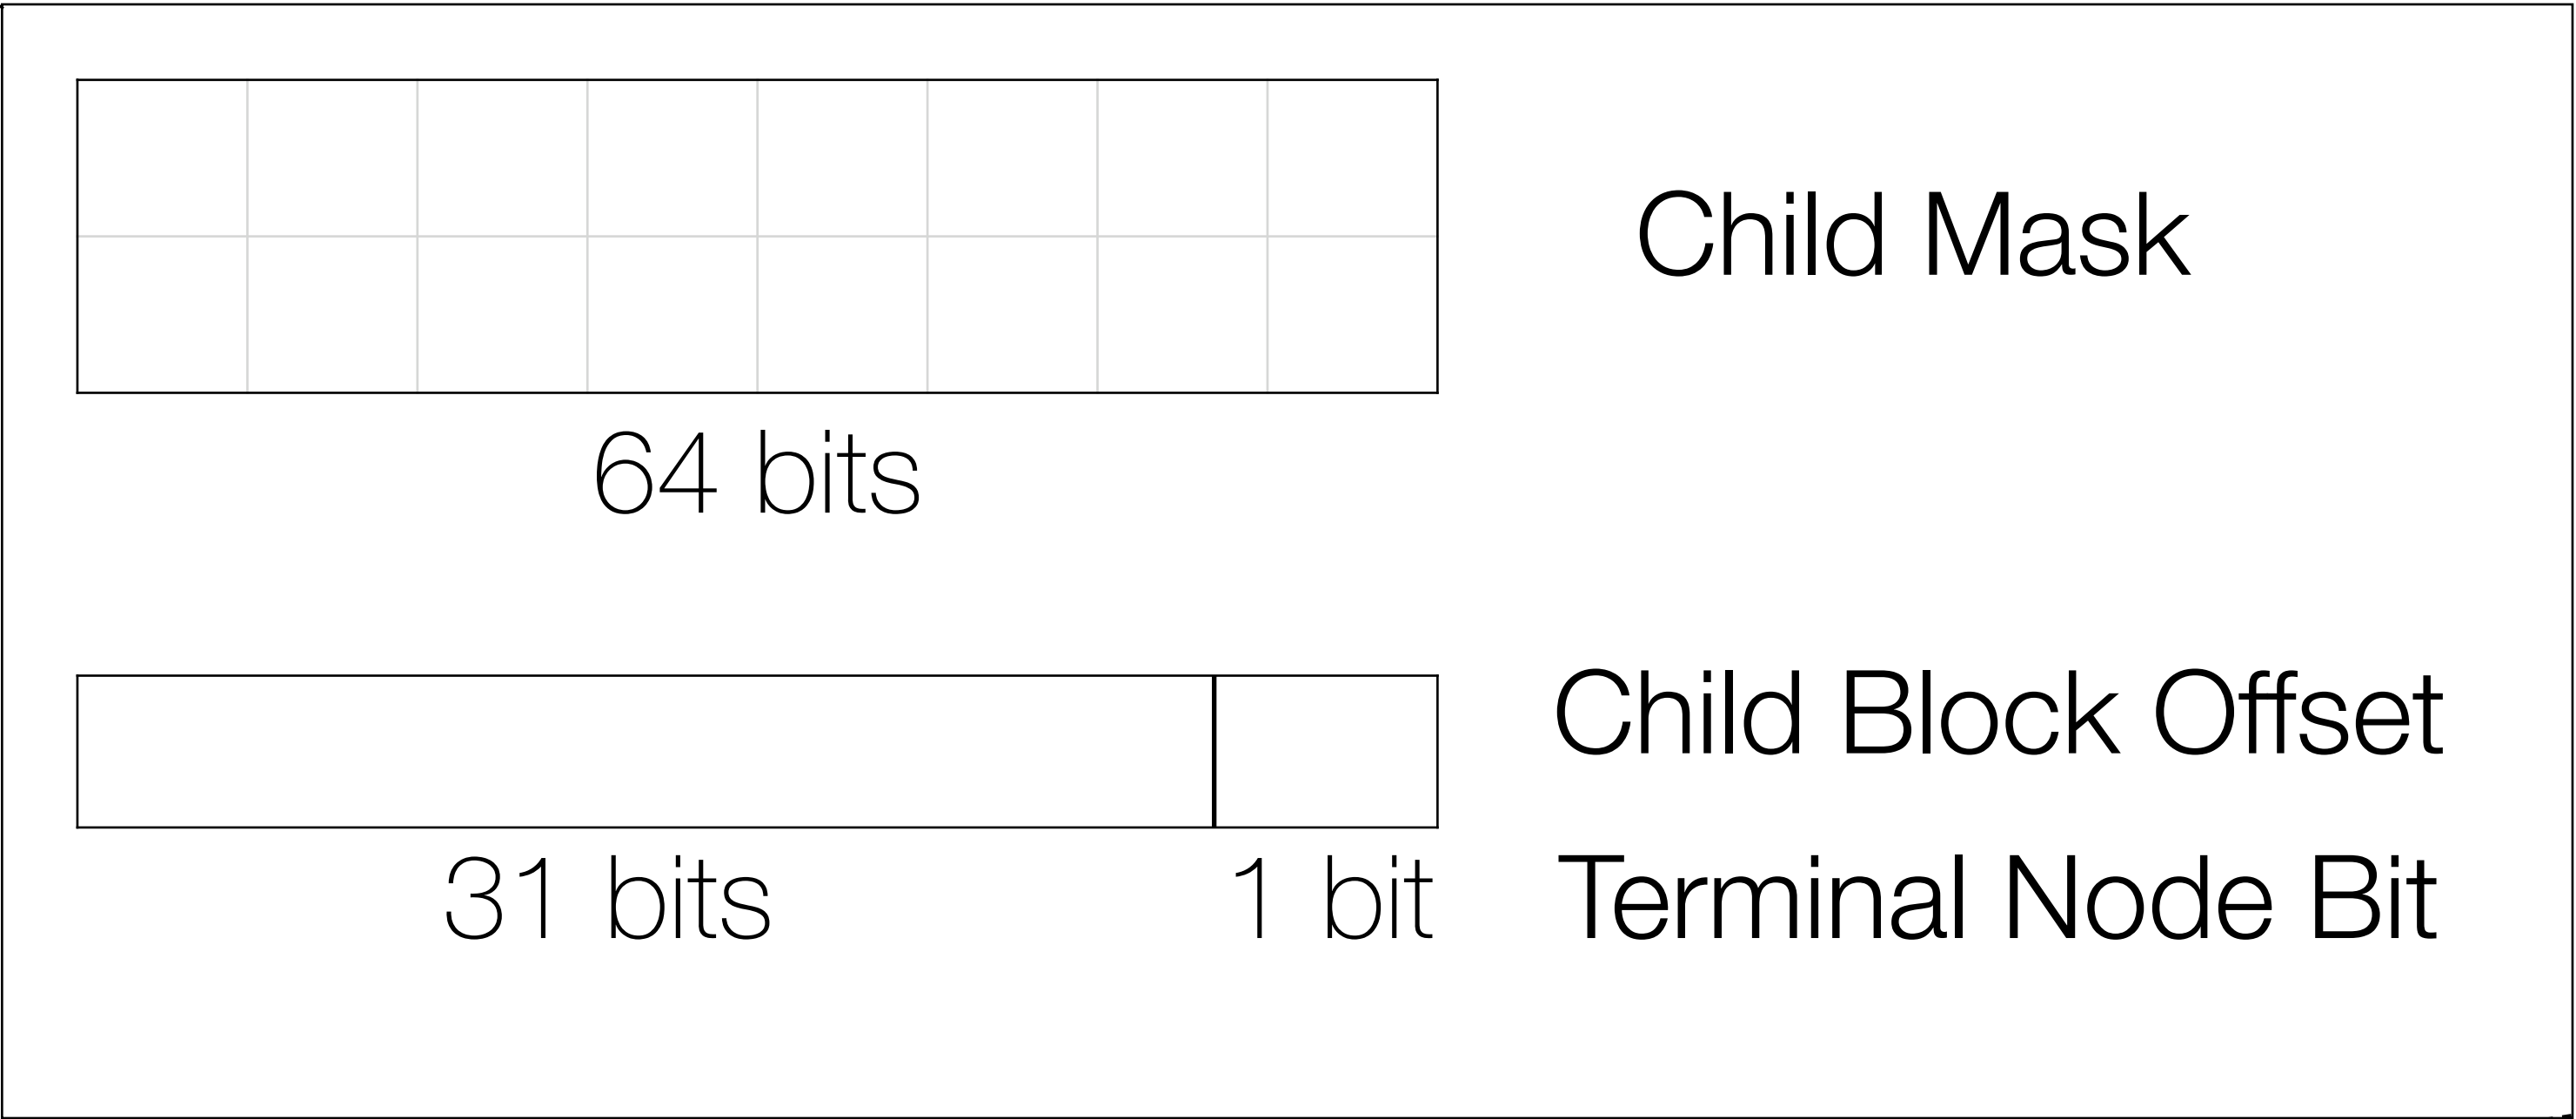 Child Mask
64 bits
Child Block Offset
31 bits
1 bit
Terminal Node Bit